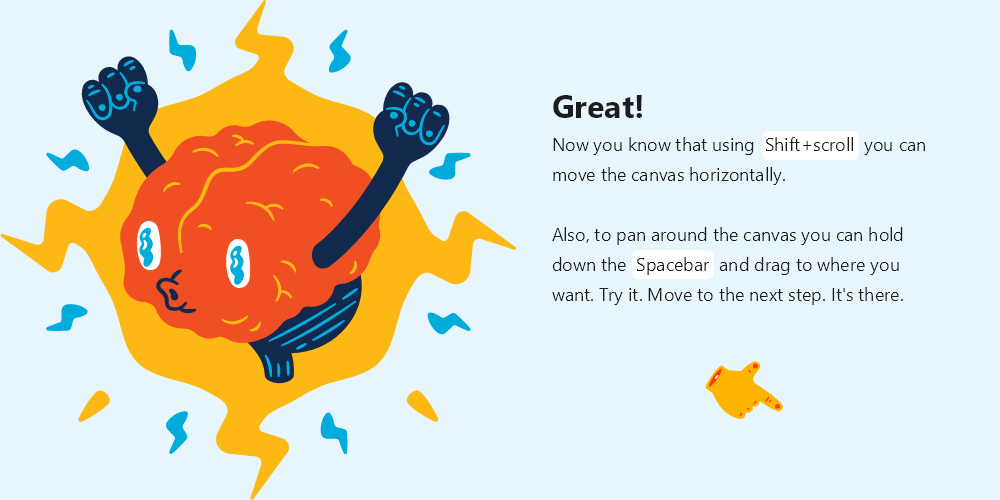 Great!
Now you know that using Shift+scroll you can
move the canvas horizontally.
Also, to pan around the canvas you can hold
down the Spacebar and drag to where you
want. Try it. Move to the next step. It's there.